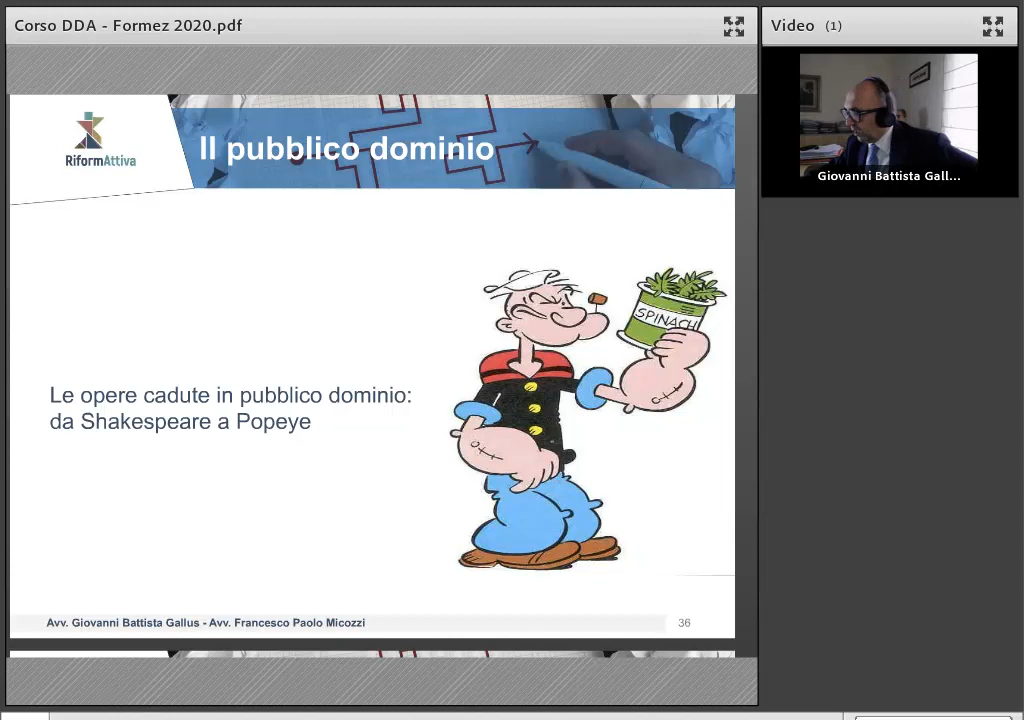 Corso DDA - Formez 2020.pdf
Video (1)
RiformAttiva
Il pubblico dominio
Giovanni Battista Gall...
SPINACH
Le opere cadute in pubblico dominio:
da Shakespeare a Popeye
Avv. Giovanni Battista Gallus - Avv. Francesco Paolo Micozzi
36